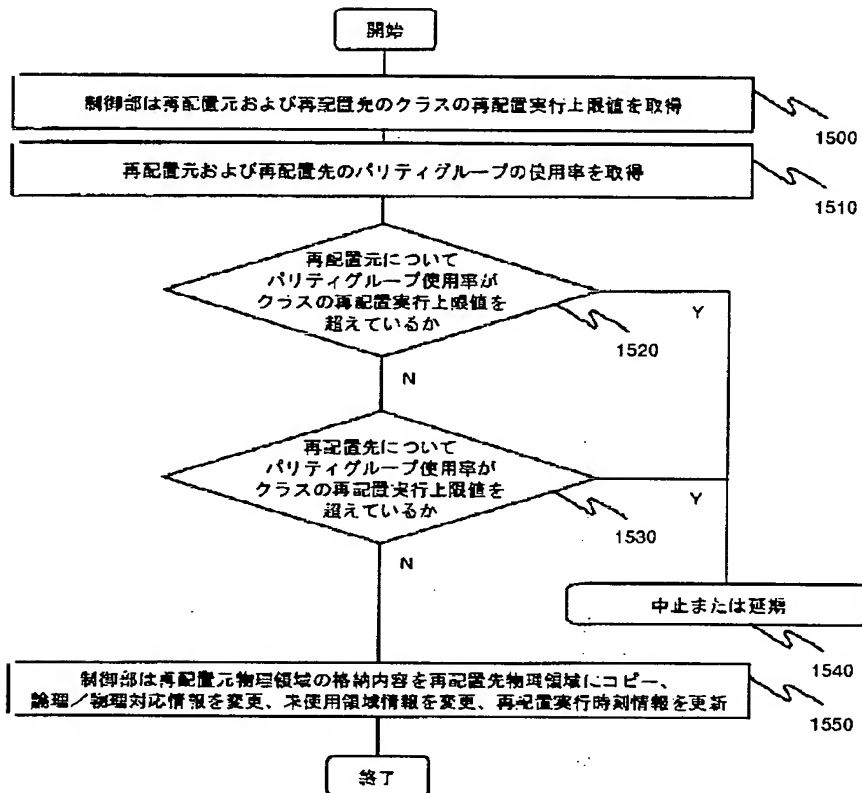 開始
制御部は再配置元および再配置先のクラスの再配置実行上限値を取得
1500
再配置元および再配置先のパリティグループの使用率を取得
1510
再配置元について
パリティグループ使用率が
クラスの再配置実行上限値を
超えているか
Y
1520
N
再配置先について
パリティグループ使用率が
クラスの再配置実行上限値を
超えているか
Y
1530
N
中止または延期
1540
制御部は再配置元物理領域の格納内容を再配置先物理領域にコピー、
論理／物理対応情報を変更、未使用領域情報を変更、再配置実行時刻情報を更新
1550
終了